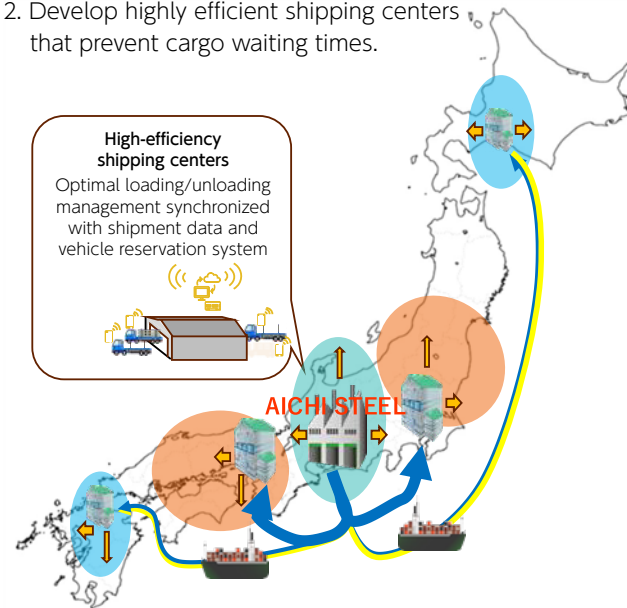 2. Develop highly efficient shipping centers
that prevent cargo waiting times.
High-efficiency
shipping centers
Optimal loading/unloading
management synchronized
with shipment data and
vehicle reservation system
AICHI STEEL